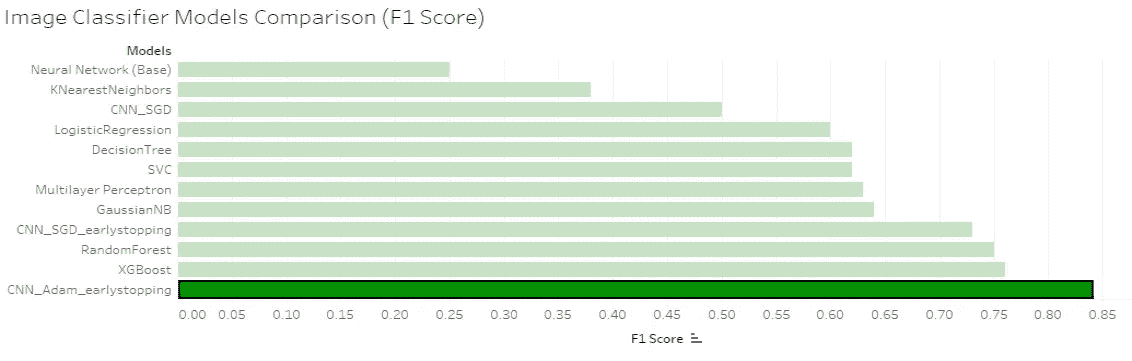 Image Classifier Models Comparison (F1 Score)
Models
Neural Network (Base)
KNearestNeighbors
CNN_SGD
LogisticRegression
DecisionTree
SVC
Multilayer Perceptron
GaussianNB
CNN_SGD_earlystopping
RandomForest
XGBoost
CNN_Adam_earlystopping
0.00 0.05 0.10 0.15 0.20 0.25 0.30 0.35 0.40 0.45 0.50 0.55 0.60 0.65 0.70 0.75 0.80 0.85
F1 Score